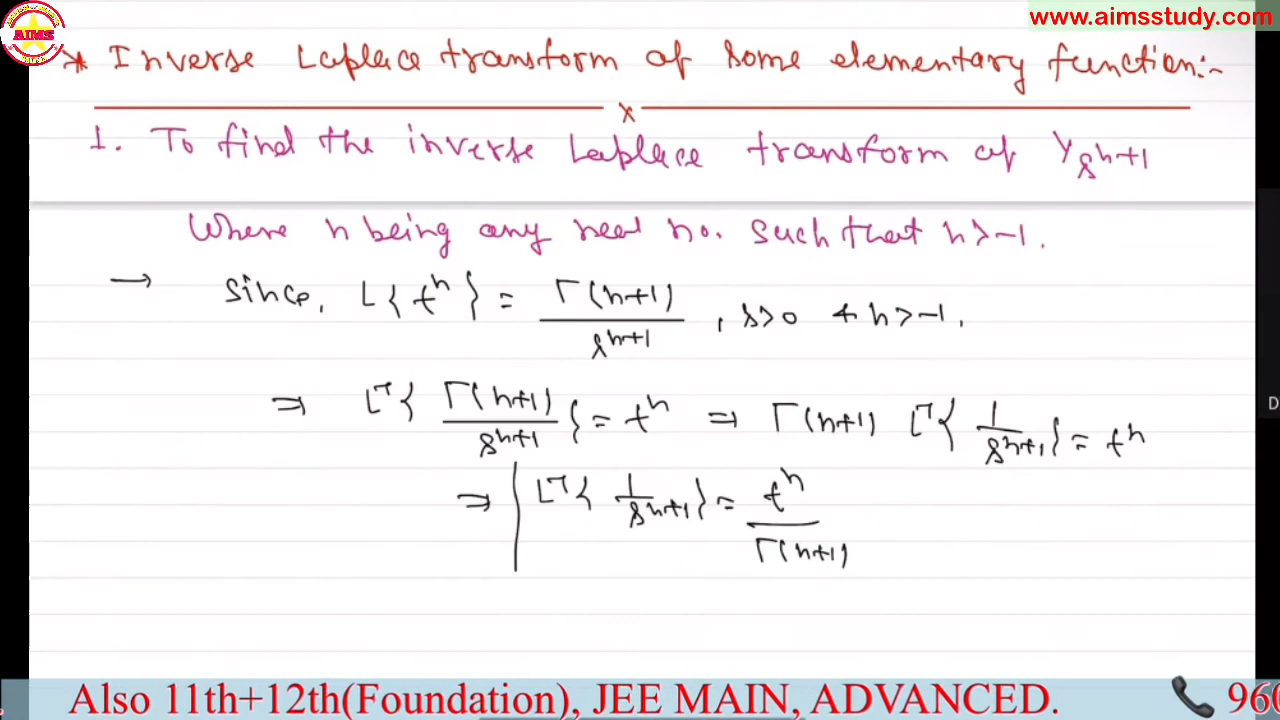 www.aimsstudy.com
AIMS
* Inverse Laplace transform of some elementary function:-
x
1. To find the inverse Laplace transform of 1/s^{n+1}
Where n being any real no. such that n>-1.
→ Since, L{t^n} = Γ(n+1)/s^{n+1}, s>0 & n>-1.
⇒ L⁻¹{Γ(n+1)/s^{n+1}} = t^n ⇒ Γ(n+1) L⁻¹{1/s^{n+1}} = t^n
⇒ L⁻¹{1/s^{n+1}} = t^n/Γ(n+1)
D
Also 11th+12th(Foundation), JEE MAIN, ADVANCED. 📞 960